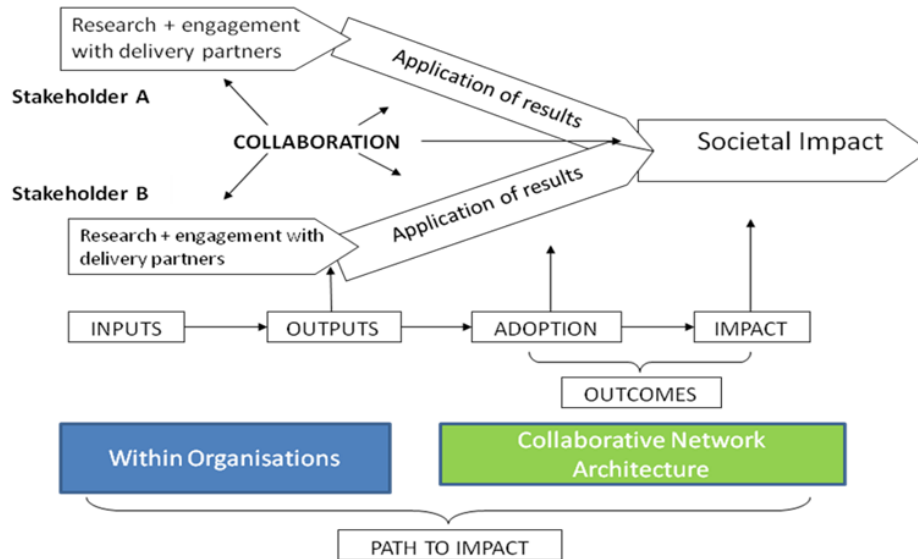 Research + engagement
with delivery partners
Application of results
Stakeholder A
COLLABORATION
Societal Impact
Stakeholder B
Application of results
Research + engagement with
delivery partners
INPUTS
OUTPUTS
ADOPTION
IMPACT
OUTCOMES
Within Organisations
Collaborative Network
Architecture
PATH TO IMPACT